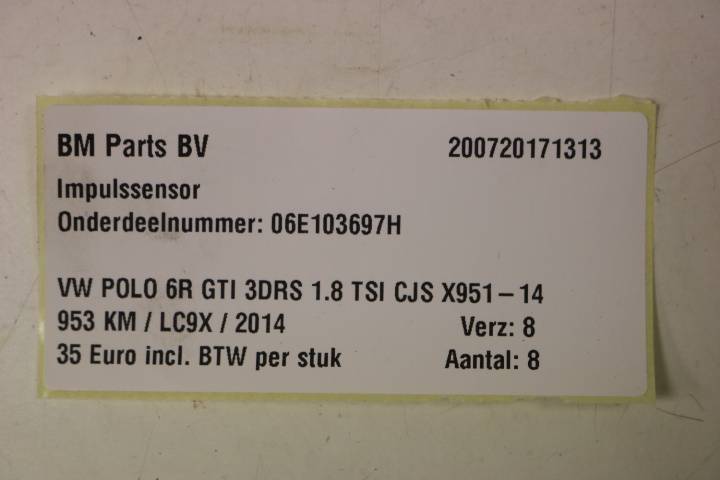 BM Parts BV 200720171313
Impulssensor
Onderdeelnummer: 06E103697H
VW POLO 6R GTI 3DRS 1.8 TSI CJS X951-14
953 KM / LC9X / 2014 Verz: 8
35 Euro incl. BTW per stuk Aantal: 8